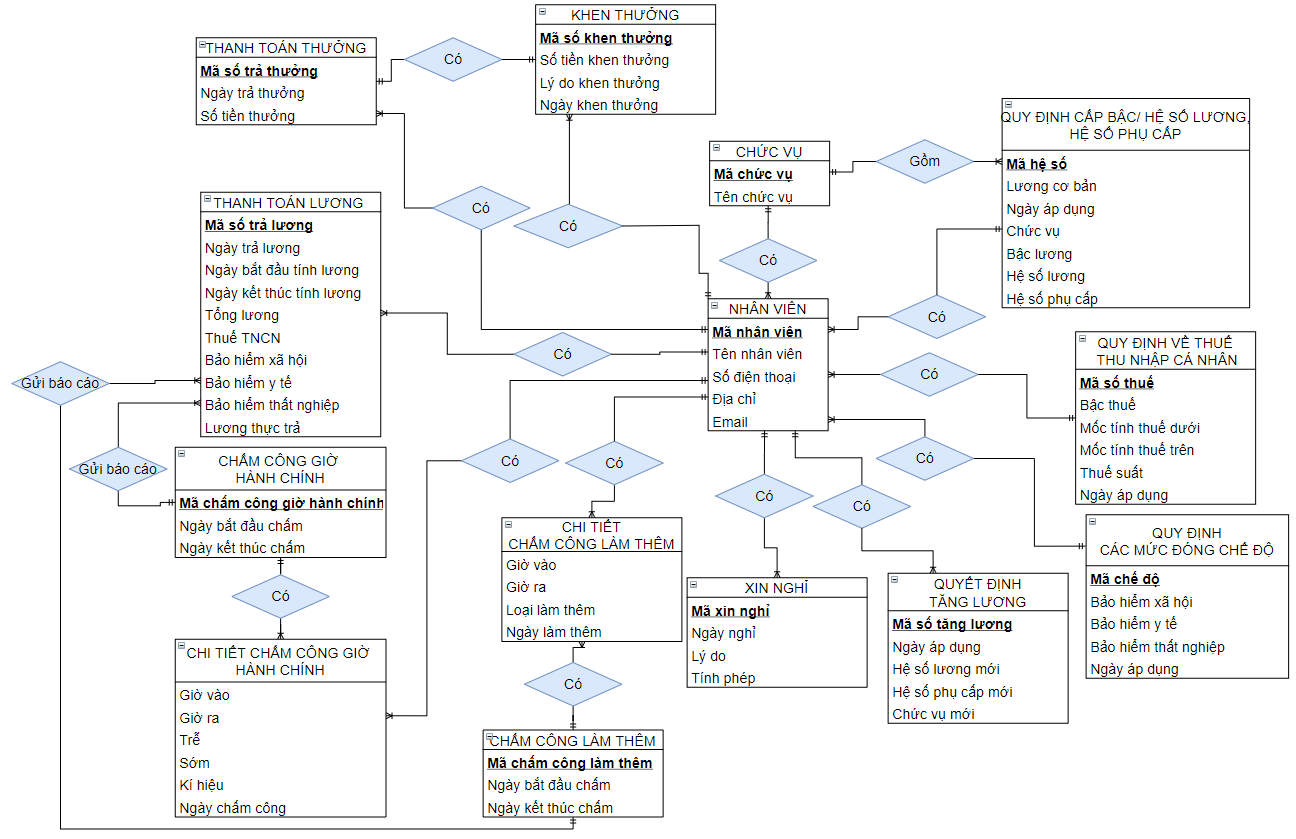 KHEN THƯỞNG
Mã số khen thưởng
Số tiền khen thưởng
Lý do khen thưởng
Ngày khen thưởng
THANH TOÁN THƯỞNG
Mã số trả thưởng
Ngày trả thưởng
Số tiền thưởng
Có
QUY ĐỊNH CẤP BẬC/ HỆ SỐ LƯƠNG,
HỆ SỐ PHỤ CẤP
Mã hệ số
Lương cơ bản
Ngày áp dụng
Chức vụ
Bậc lương
Hệ số lương
Hệ số phụ cấp
CHỨC VỤ
Mã chức vụ
Tên chức vụ
Gồm
THANH TOÁN LƯƠNG
Mã số trả lương
Ngày trả lương
Ngày bắt đầu tính lương
Ngày kết thúc tính lương
Tổng lương
Thuế TNCN
Bảo hiểm xã hội
Bảo hiểm y tế
Bảo hiểm thất nghiệp
Lương thực trả
Có
Có
Có
Có
Có
NHÂN VIÊN
Mã nhân viên
Tên nhân viên
Số điện thoại
Địa chỉ
Email
QUY ĐỊNH VỀ THUẾ
THU NHẬP CÁ NHÂN
Mã số thuế
Bậc thuế
Mốc tính thuế dưới
Mốc tính thuế trên
Thuế suất
Ngày áp dụng
Có
Gửi báo cáo
Gửi báo cáo
Có
Có
Có
CHẤM CÔNG GIỜ
HÀNH CHÍNH
Mã chấm công giờ hành chính
Ngày bắt đầu chấm
Ngày kết thúc chấm
Có
Có
QUY ĐỊNH
CÁC MỨC ĐÓNG CHẾ ĐỘ
Mã chế độ
Bảo hiểm xã hội
Bảo hiểm y tế
Bảo hiểm thất nghiệp
Ngày áp dụng
CHI TIẾT
CHẤM CÔNG LÀM THÊM
Giờ vào
Giờ ra
Loại làm thêm
Ngày làm thêm
XIN NGHỈ
Mã xin nghỉ
Ngày nghỉ
Lý do
Tính phép
QUYẾT ĐỊNH
TĂNG LƯƠNG
Mã số tăng lương
Ngày áp dụng
Hệ số lương mới
Hệ số phụ cấp mới
Chức vụ mới
Có
CHI TIẾT CHẤM CÔNG GIỜ
HÀNH CHÍNH
Giờ vào
Giờ ra
Trễ
Sớm
Kí hiệu
Ngày chấm công
Có
CHẤM CÔNG LÀM THÊM
Mã chấm công làm thêm
Ngày bắt đầu chấm
Ngày kết thúc chấm